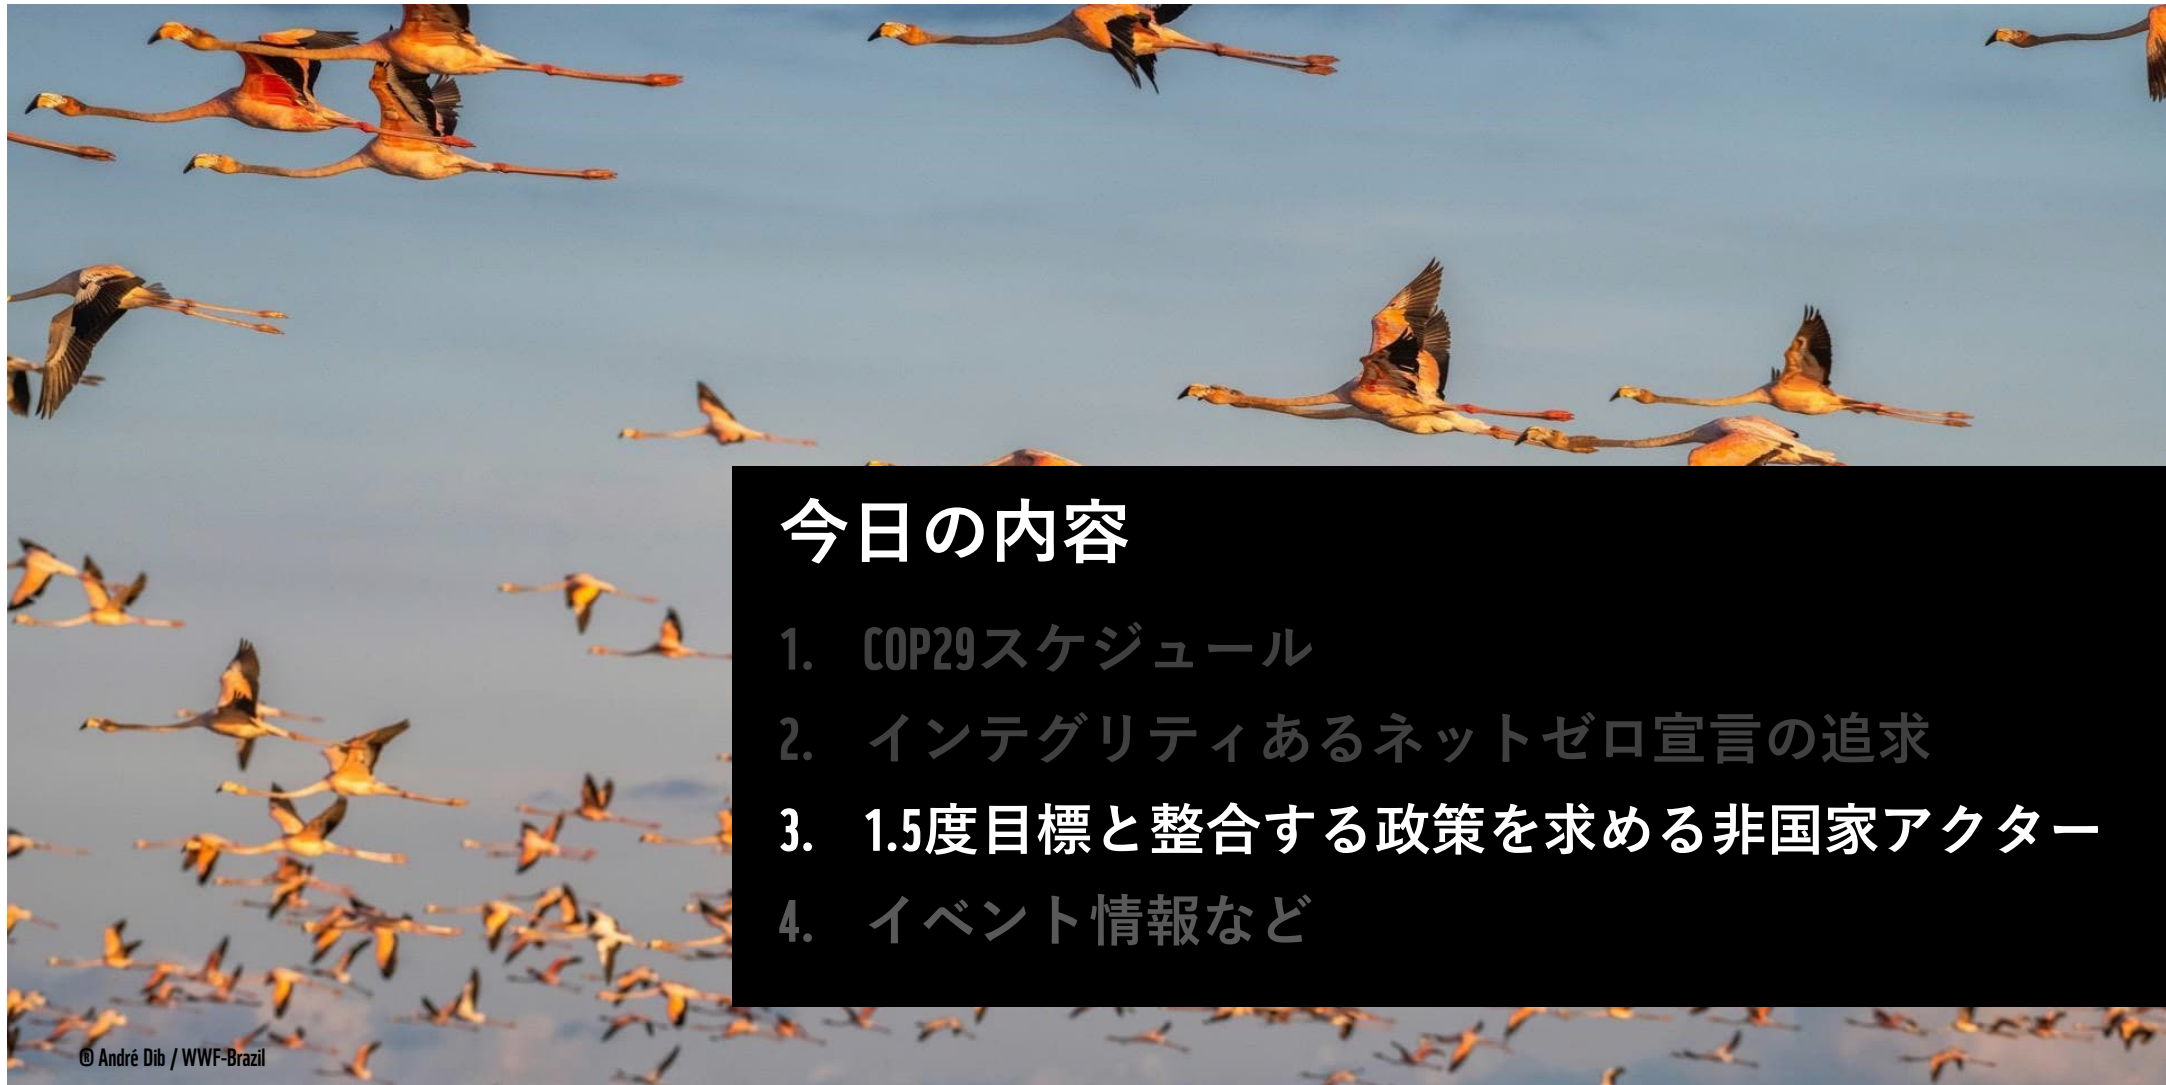 今日の内容
1. COP29スケジュール
2. インテグリティあるネットゼロ宣言の追求
3. 1.5度目標と整合する政策を求める非国家アクター
4. イベント情報など
® André Dib / WWF-Brazil